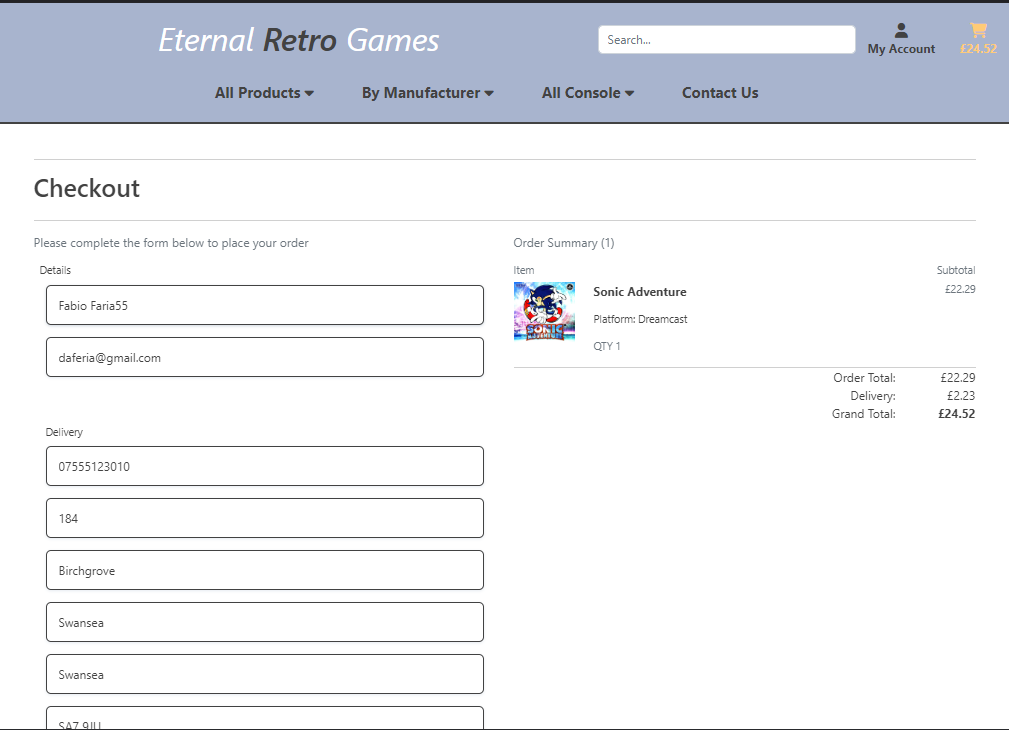 Eternal Retro Games
Search...
My Account
£24.52
All Products
By Manufacturer
All Console
Contact Us
Checkout
Please complete the form below to place your order
Details
Fabio Faria55
daferia@gmail.com
Delivery
07555123010
184
Birchgrove
Swansea
Swansea
SA7 9JU
Order Summary (1)
Item Subtotal
Sonic Adventure £22.29
Platform: Dreamcast
QTY 1
SONIC
ADVENTURE
Order Total: £22.29
Delivery: £2.23
Grand Total: £24.52